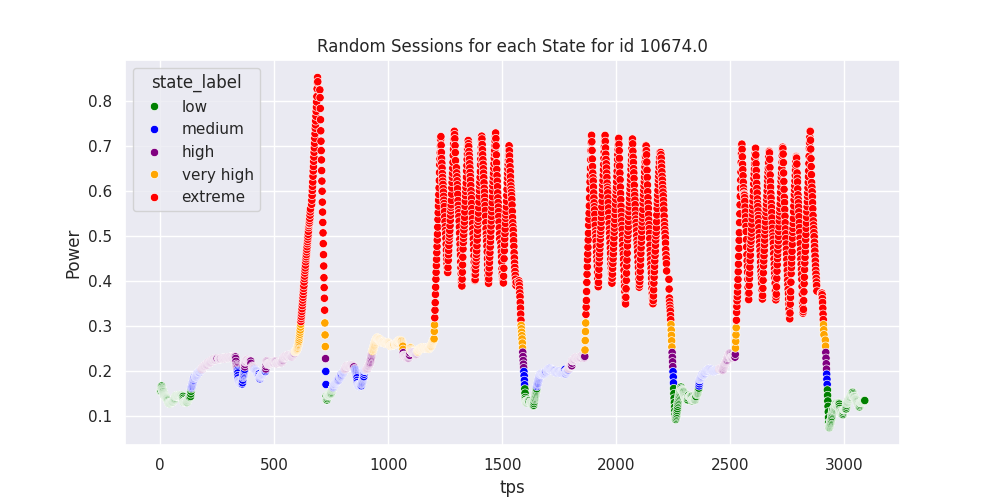 Random Sessions for each State for id 10674.0
state_label
low
medium
high
very high
extreme
Power
0.8
0.7
0.6
0.5
0.4
0.3
0.2
0.1
0 500 1000 1500 2000 2500 3000
tps